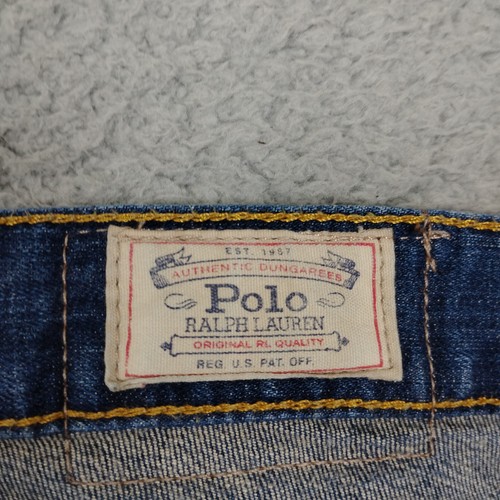 EST. 1967
AUTHENTIC DUNGAREES
Polo
RALPH LAUREN
ORIGINAL RL QUALITY
REG. U.S. PAT. OFF.